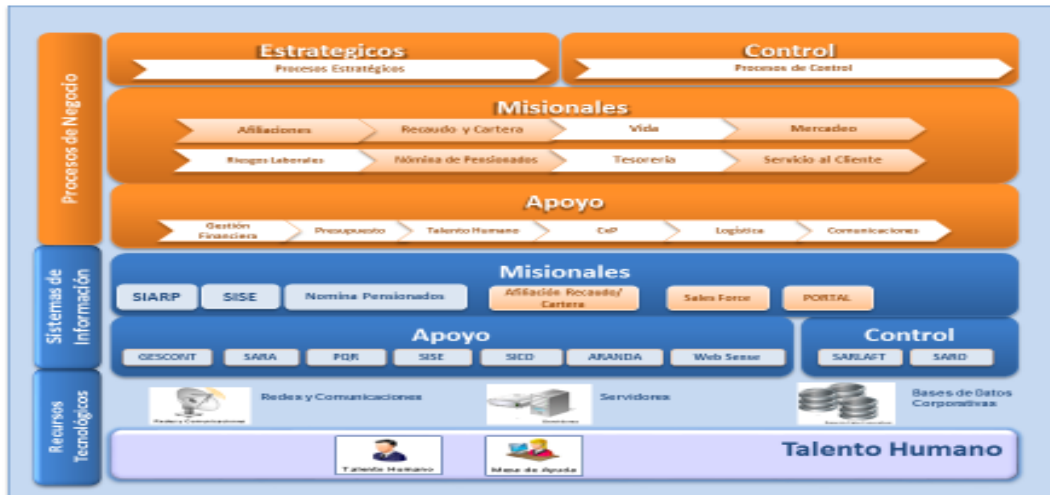 Procesos de Negocio
Estrategicos
Procesos Estratégicos
Control
Procesos de Control
Misionales
Afiliaciones
Recaudo y Cartera
Vida
Mercadeo
Riesgos Laborales
Nómina de Pensionados
Tesorería
Servicio al Cliente
Apoyo
Gestión
Financiera
Presupuesto
Talento Humano
CxP
Logística
Comunicaciones
Sistemas de
Información
Misionales
SIARP
SISE
Nomina Pensionados
Afiliación Recaudo/
Cartera
Sales Force
PORTAL
Apoyo
GESCONT
SARA
PQR
SISE
SICO
ARANDA
Web Sense
Control
SARLAFT
SARO
Recursos
Tecnológicos
Redes y Comunicaciones
Redes y Comunicaciones
Servidores
Servidores
Bases de Datos
Corporativas
Talento Humano
Mesa de Ayuda
Talento Humano